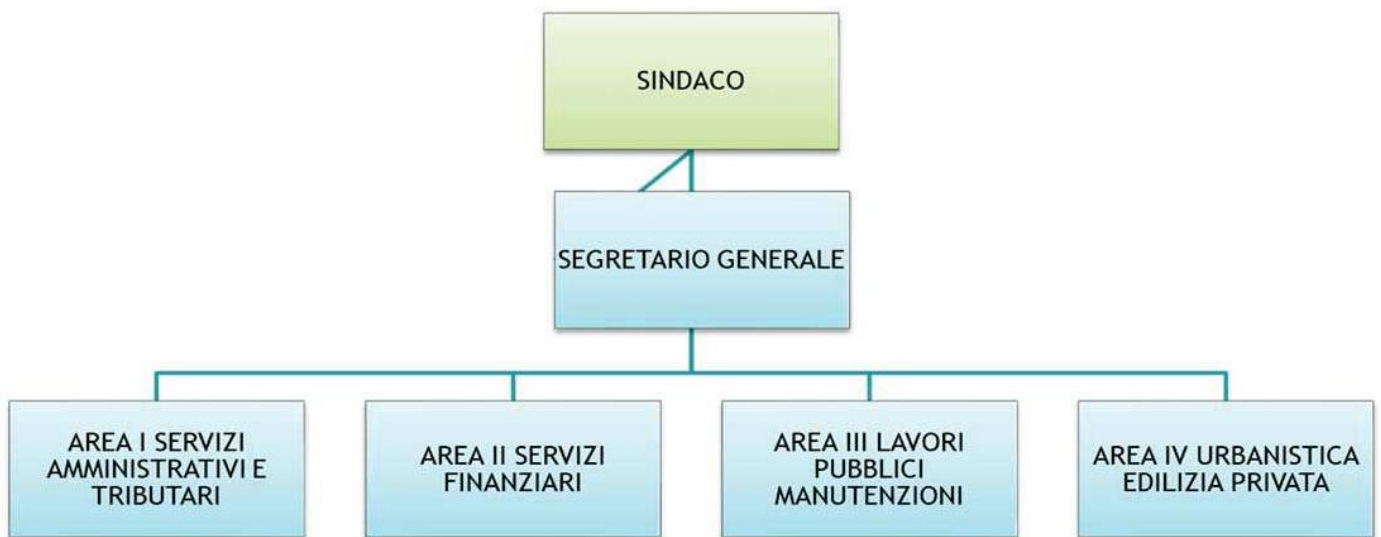 SINDACO
SEGRETARIO GENERALE
AREA I SERVIZI
AMMINISTRATIVI E
TRIBUTARI
AREA II SERVIZI
FINANZIARI
AREA III LAVORI
PUBBLICI
MANUTENZIONI
AREA IV URBANISTICA
EDILIZIA PRIVATA